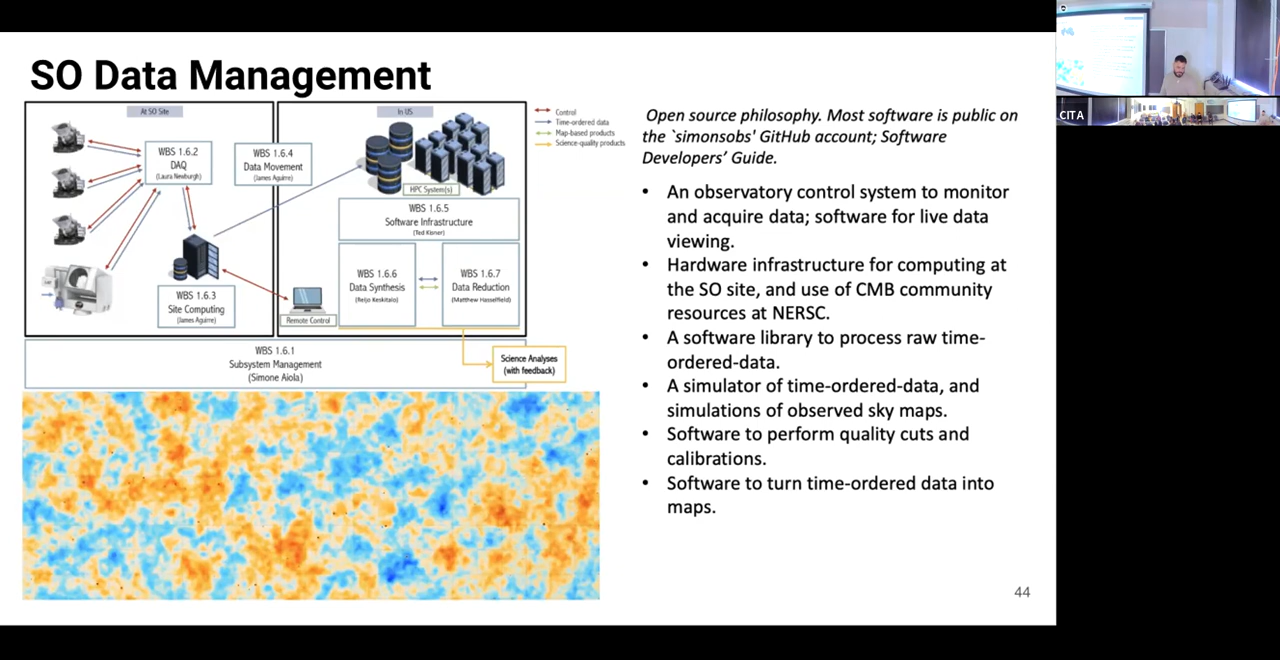 SO Data Management
At SO Site
In US
Control
Time-ordered data
Map-based products
Science-quality products
WBS 1.6.2
DAQ
(Laura Newburgh)
WBS 1.6.4
Data Movement
(James Aguirre)
HPC System(s)
WBS 1.6.5
Software Infrastructure
(Ted Kisner)
WBS 1.6.6
Data Synthesis
(Reijo Keskitalo)
WBS 1.6.7
Data Reduction
(Matthew Hasselfield)
WBS 1.6.3
Site Computing
(James Aguirre)
Remote Control
WBS 1.6.1
Subsystem Management
(Simone Aiola)
Science Analyses
(with feedback)
Open source philosophy. Most software is public on
the `simonsobs' GitHub account; Software
Developers’ Guide.
• An observatory control system to monitor
and acquire data; software for live data
viewing.
• Hardware infrastructure for computing at
the SO site, and use of CMB community
resources at NERSC.
• A software library to process raw time-
ordered-data.
• A simulator of time-ordered-data, and
simulations of observed sky maps.
• Software to perform quality cuts and
calibrations.
• Software to turn time-ordered data into
maps.
44
CITA